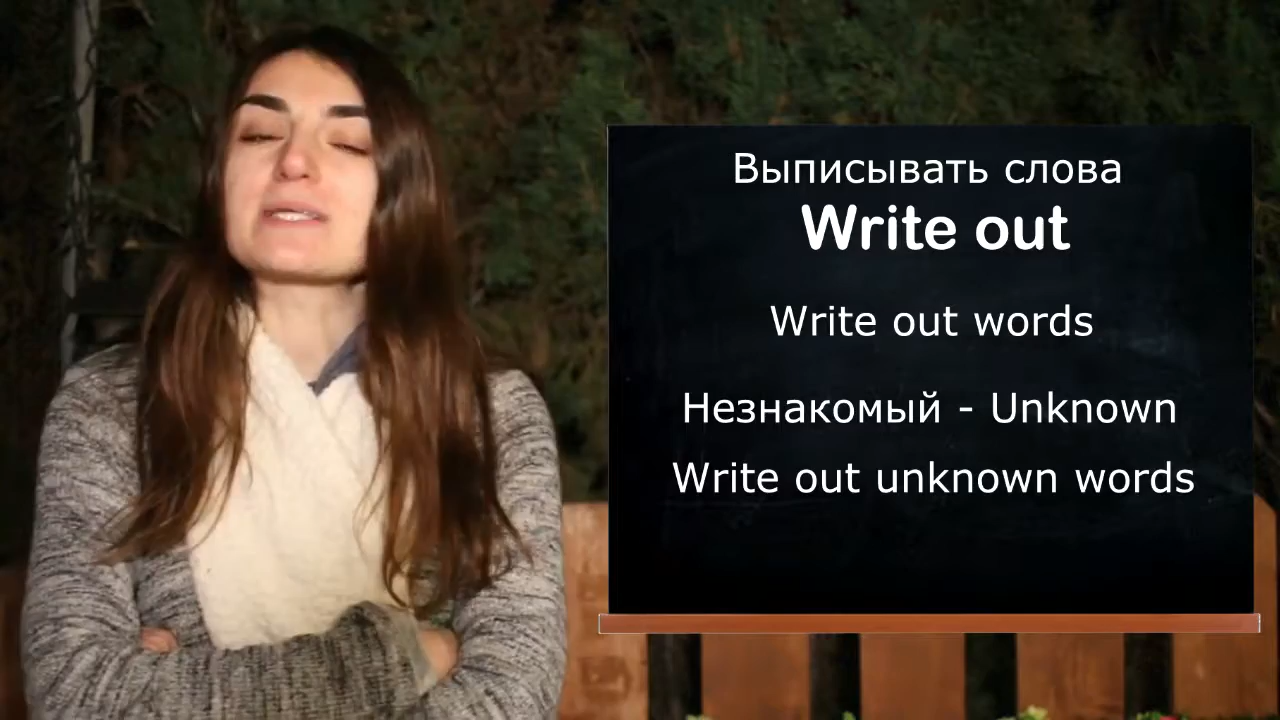 Выписывать слова
Write out
Write out words
Незнакомый - Unknown
Write out unknown words